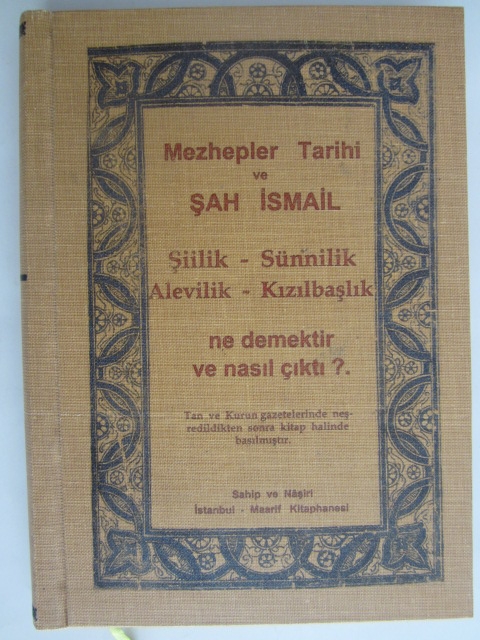 Mezhepler Tarihi
ve
ŞAH İSMAİL
Şiilik - Sünnilik
Alevilik - Kızılbaşlık
ne demektir
ve nasıl çıktı ?.
Tan ve Kurun gazetelerinde neş-
redildikten sonra kitap halinde
basılmıştır.
Sahip ve Nâşiri
İstanbul - Maarif Kitaphanesi